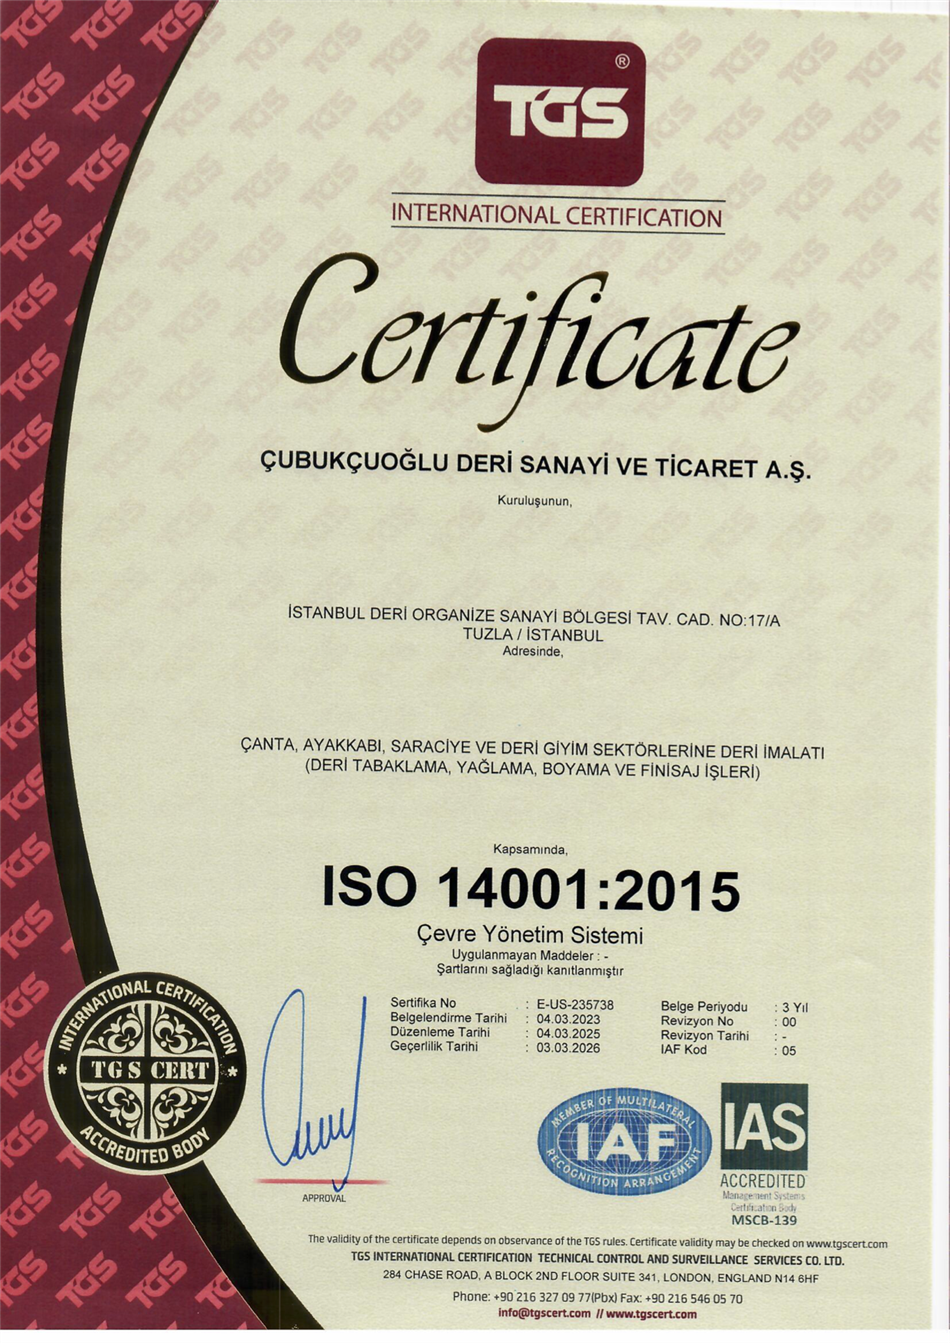 TGS®
INTERNATIONAL CERTIFICATION
Certificate
ÇUBUKÇUOĞLU DERİ SANAYİ VE TİCARET A.Ş.
Kuruluşunun,
İSTANBUL DERİ ORGANİZE SANAYİ BÖLGESİ TAV. CAD. NO:17/A
TUZLA / İSTANBUL
Adresinde,
ÇANTA, AYAKKABI, SARACİYE VE DERİ GİYİM SEKTÖRLERİNE DERİ İMALATI
(DERİ TABAKLAMA, YAĞLAMA, BOYAMA VE FİNİSAJ İŞLERİ)
Kapsamında,
ISO 14001:2015
Çevre Yönetim Sistemi
Uygulanmayan Maddeler : -
Şartlarını sağladığı kanıtlanmıştır
Sertifika No : E-US-235738
Belgelendirme Tarihi : 04.03.2023
Düzenleme Tarihi : 04.03.2025
Geçerlilik Tarihi : 03.03.2026
Belge Periyodu : 3 Yıl
Revizyon No : 00
Revizyon Tarihi : -
IAF Kod : 05
INTERNATIONAL CERTIFICATION
* TGS CERT *
ACCREDITED BODY
APPROVAL
MEMBER OF MULTILATERAL
IAF
RECOGNITION ARRANGEMENT
IAS
ACCREDITED
Management Systems
Certification Body
MSCB-139
The validity of the certificate depends on observance of the TGS rules. Certificate validity may be checked on www.tgscert.com
TGS INTERNATIONAL CERTIFICATION TECHNICAL CONTROL AND SURVEILLANCE SERVICES CO. LTD.
284 CHASE ROAD, A BLOCK 2ND FLOOR SUITE 341, LONDON, ENGLAND N14 6HF
Phone: +90 216 327 09 77(Pbx) Fax: +90 216 546 05 70
info@tgscert.com // www.tgscert.com